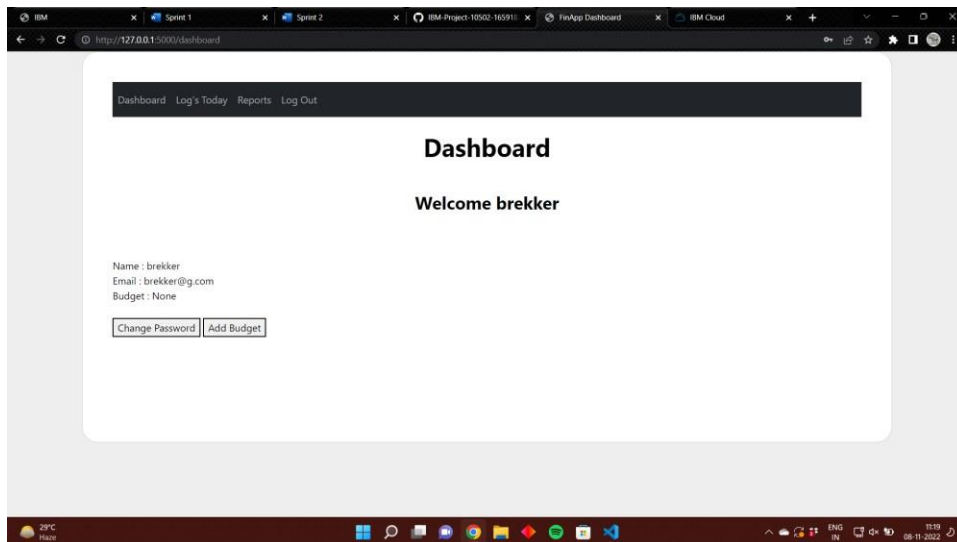 IBM
Sprint 1
Sprint 2
IBM-Project-10502-165918
FinApp Dashboard
IBM Cloud
http://127.0.0.1:5000/dashboard
Dashboard Log's Today Reports Log Out
Dashboard
Welcome brekker
Name : brekker
Email : brekker@g.com
Budget : None
Change Password Add Budget
29°C
Haze
ENG
IN
11:19
08-11-2022